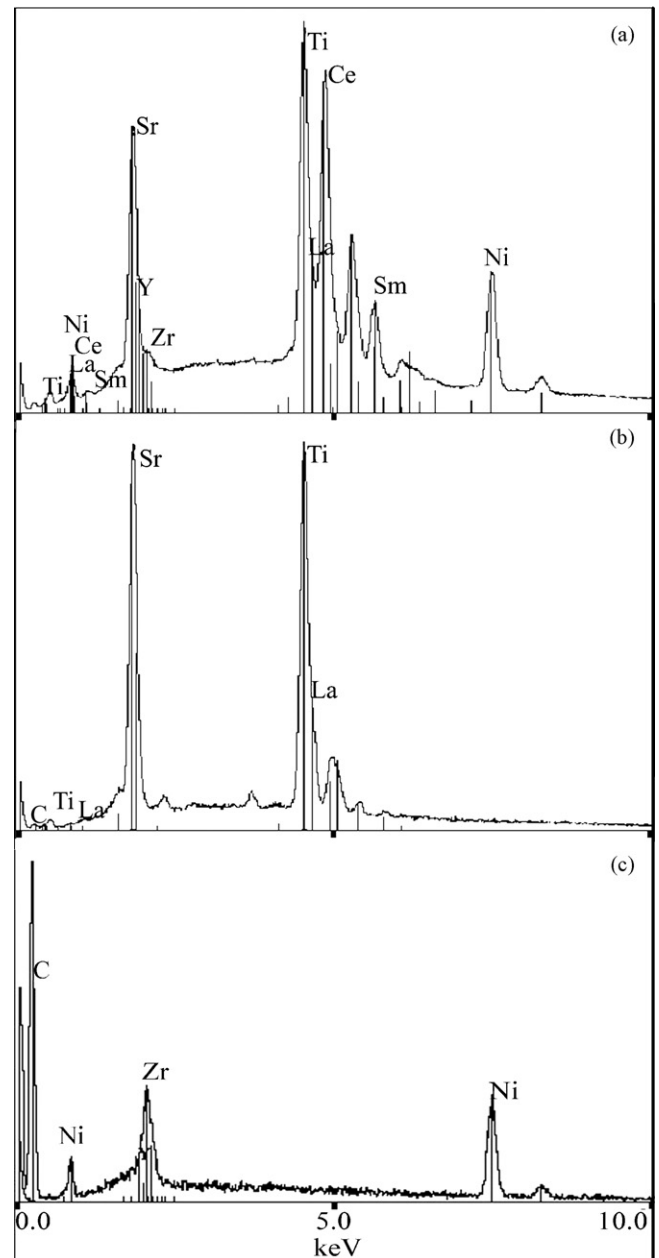 (a)
Ti
Ce
Sr
La
Y
Ni
Sm
Ni
Zr
Ce
La
Ti
Sm
(b)
Sr
Ti
La
C
Ti
La
(c)
C
Zr
Ni
Ni
0.0 5.0 10.0
keV